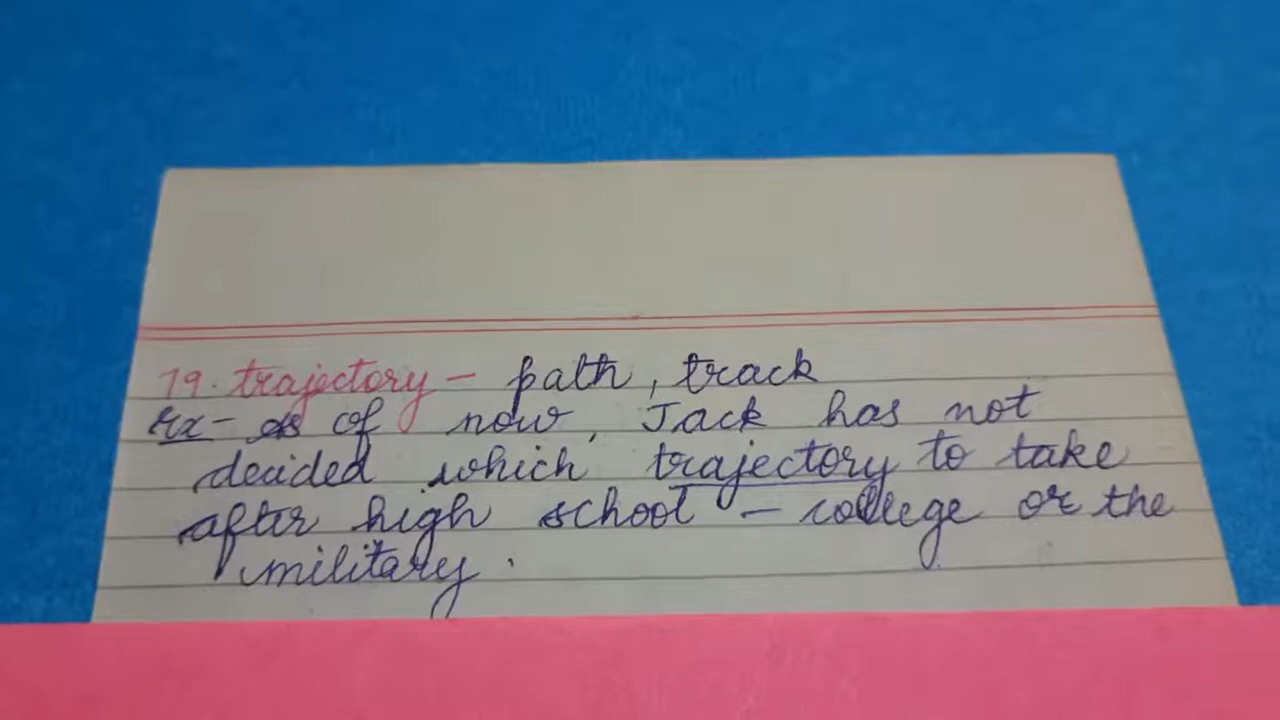 19. trajectory - path, track
Ex- As of now, Jack has not
decided which trajectory to take
after high school - college or the
military.